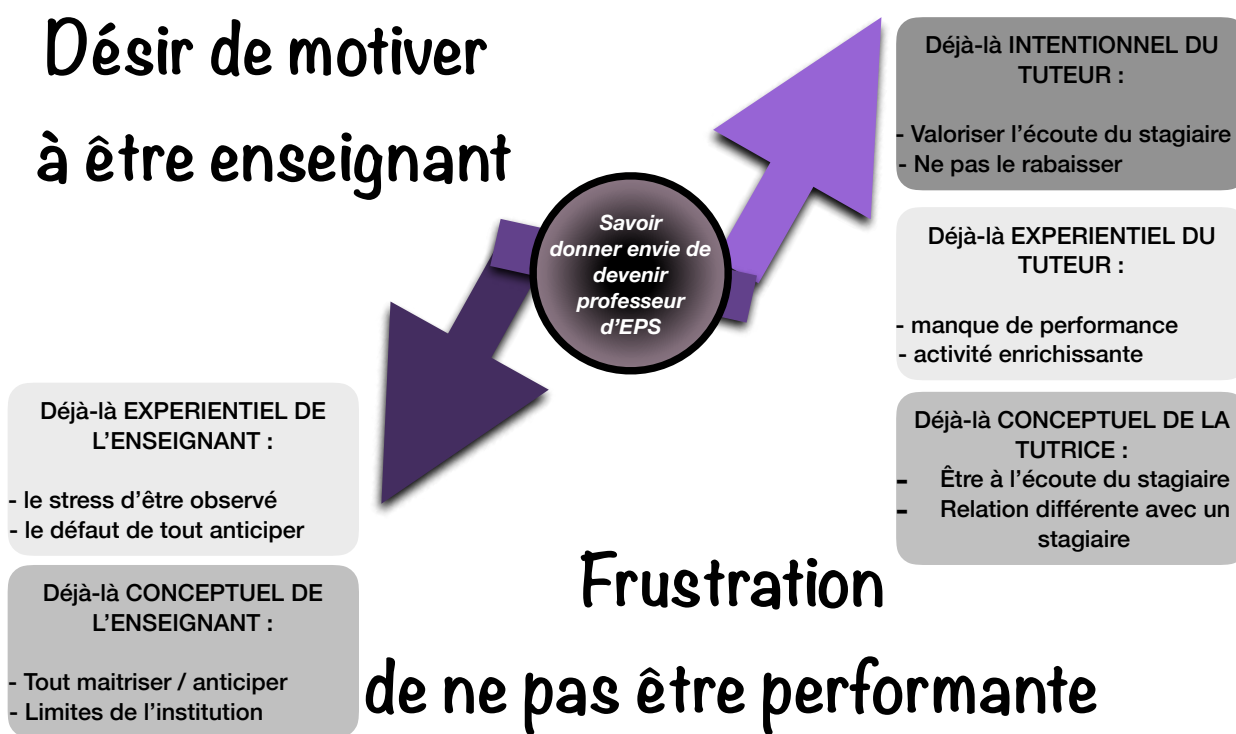 Désir de motiver
à être enseignant
Savoir
donner envie de
devenir
professeur
d'EPS
Déjà-là INTENTIONNEL DU
TUTEUR :
- Valoriser l'écoute du stagiaire
- Ne pas le rabaisser
Déjà-là EXPERIENTIEL DU
TUTEUR :
- manque de performance
- activité enrichissante
Déjà-là CONCEPTUEL DE LA
TUTRICE :
- Être à l'écoute du stagiaire
- Relation différente avec un
stagiaire
Déjà-là EXPERIENTIEL DE
L'ENSEIGNANT :
- le stress d'être observé
- le défaut de tout anticiper
Déjà-là CONCEPTUEL DE
L'ENSEIGNANT :
- Tout maitriser / anticiper
- Limites de l'institution
Frustration
de ne pas être performante